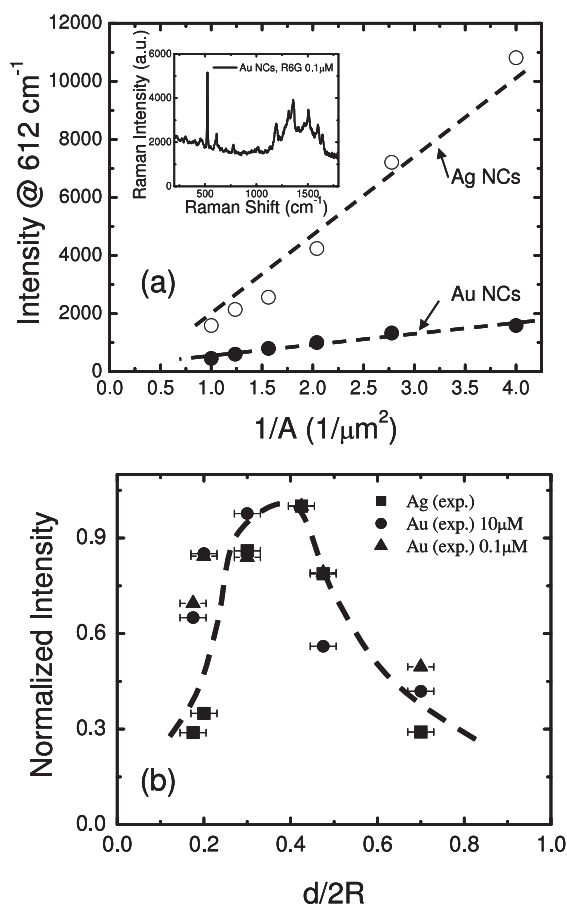 12000
10000
8000
6000
4000
2000
0
Intensity @ 612 cm⁻¹
6000
4000
2000
0
Raman Intensity (a.u.)
Au NCs, R6G 0.1μM
500 1000 1500
Raman Shift (cm⁻¹)
Ag NCs
(a)
Au NCs
0.0 0.5 1.0 1.5 2.0 2.5 3.0 3.5 4.0
1/A (1/μm²)
Ag (exp.)
Au (exp.) 10μM
Au (exp.) 0.1μM
0.9
0.6
0.3
0.0
Normalized Intensity
(b)
0.0 0.2 0.4 0.6 0.8 1.0
d/2R